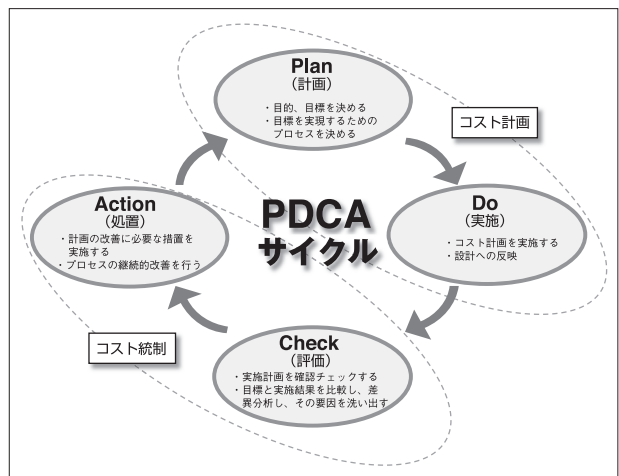 Plan
(計画)
・目的、目標を決める
・目標を実現するための
プロセスを決める
コスト計画
Action
(処置)
・計画の改善に必要な措置を
実施する
・プロセスの継続的改善を行う
PDCA
サイクル
Do
(実施)
・コスト計画を実施する
・設計への反映
コスト統制
Check
(評価)
・実施計画を確認チェックする
・目標と実施結果を比較し、差
異分析し、その要因を洗い出す